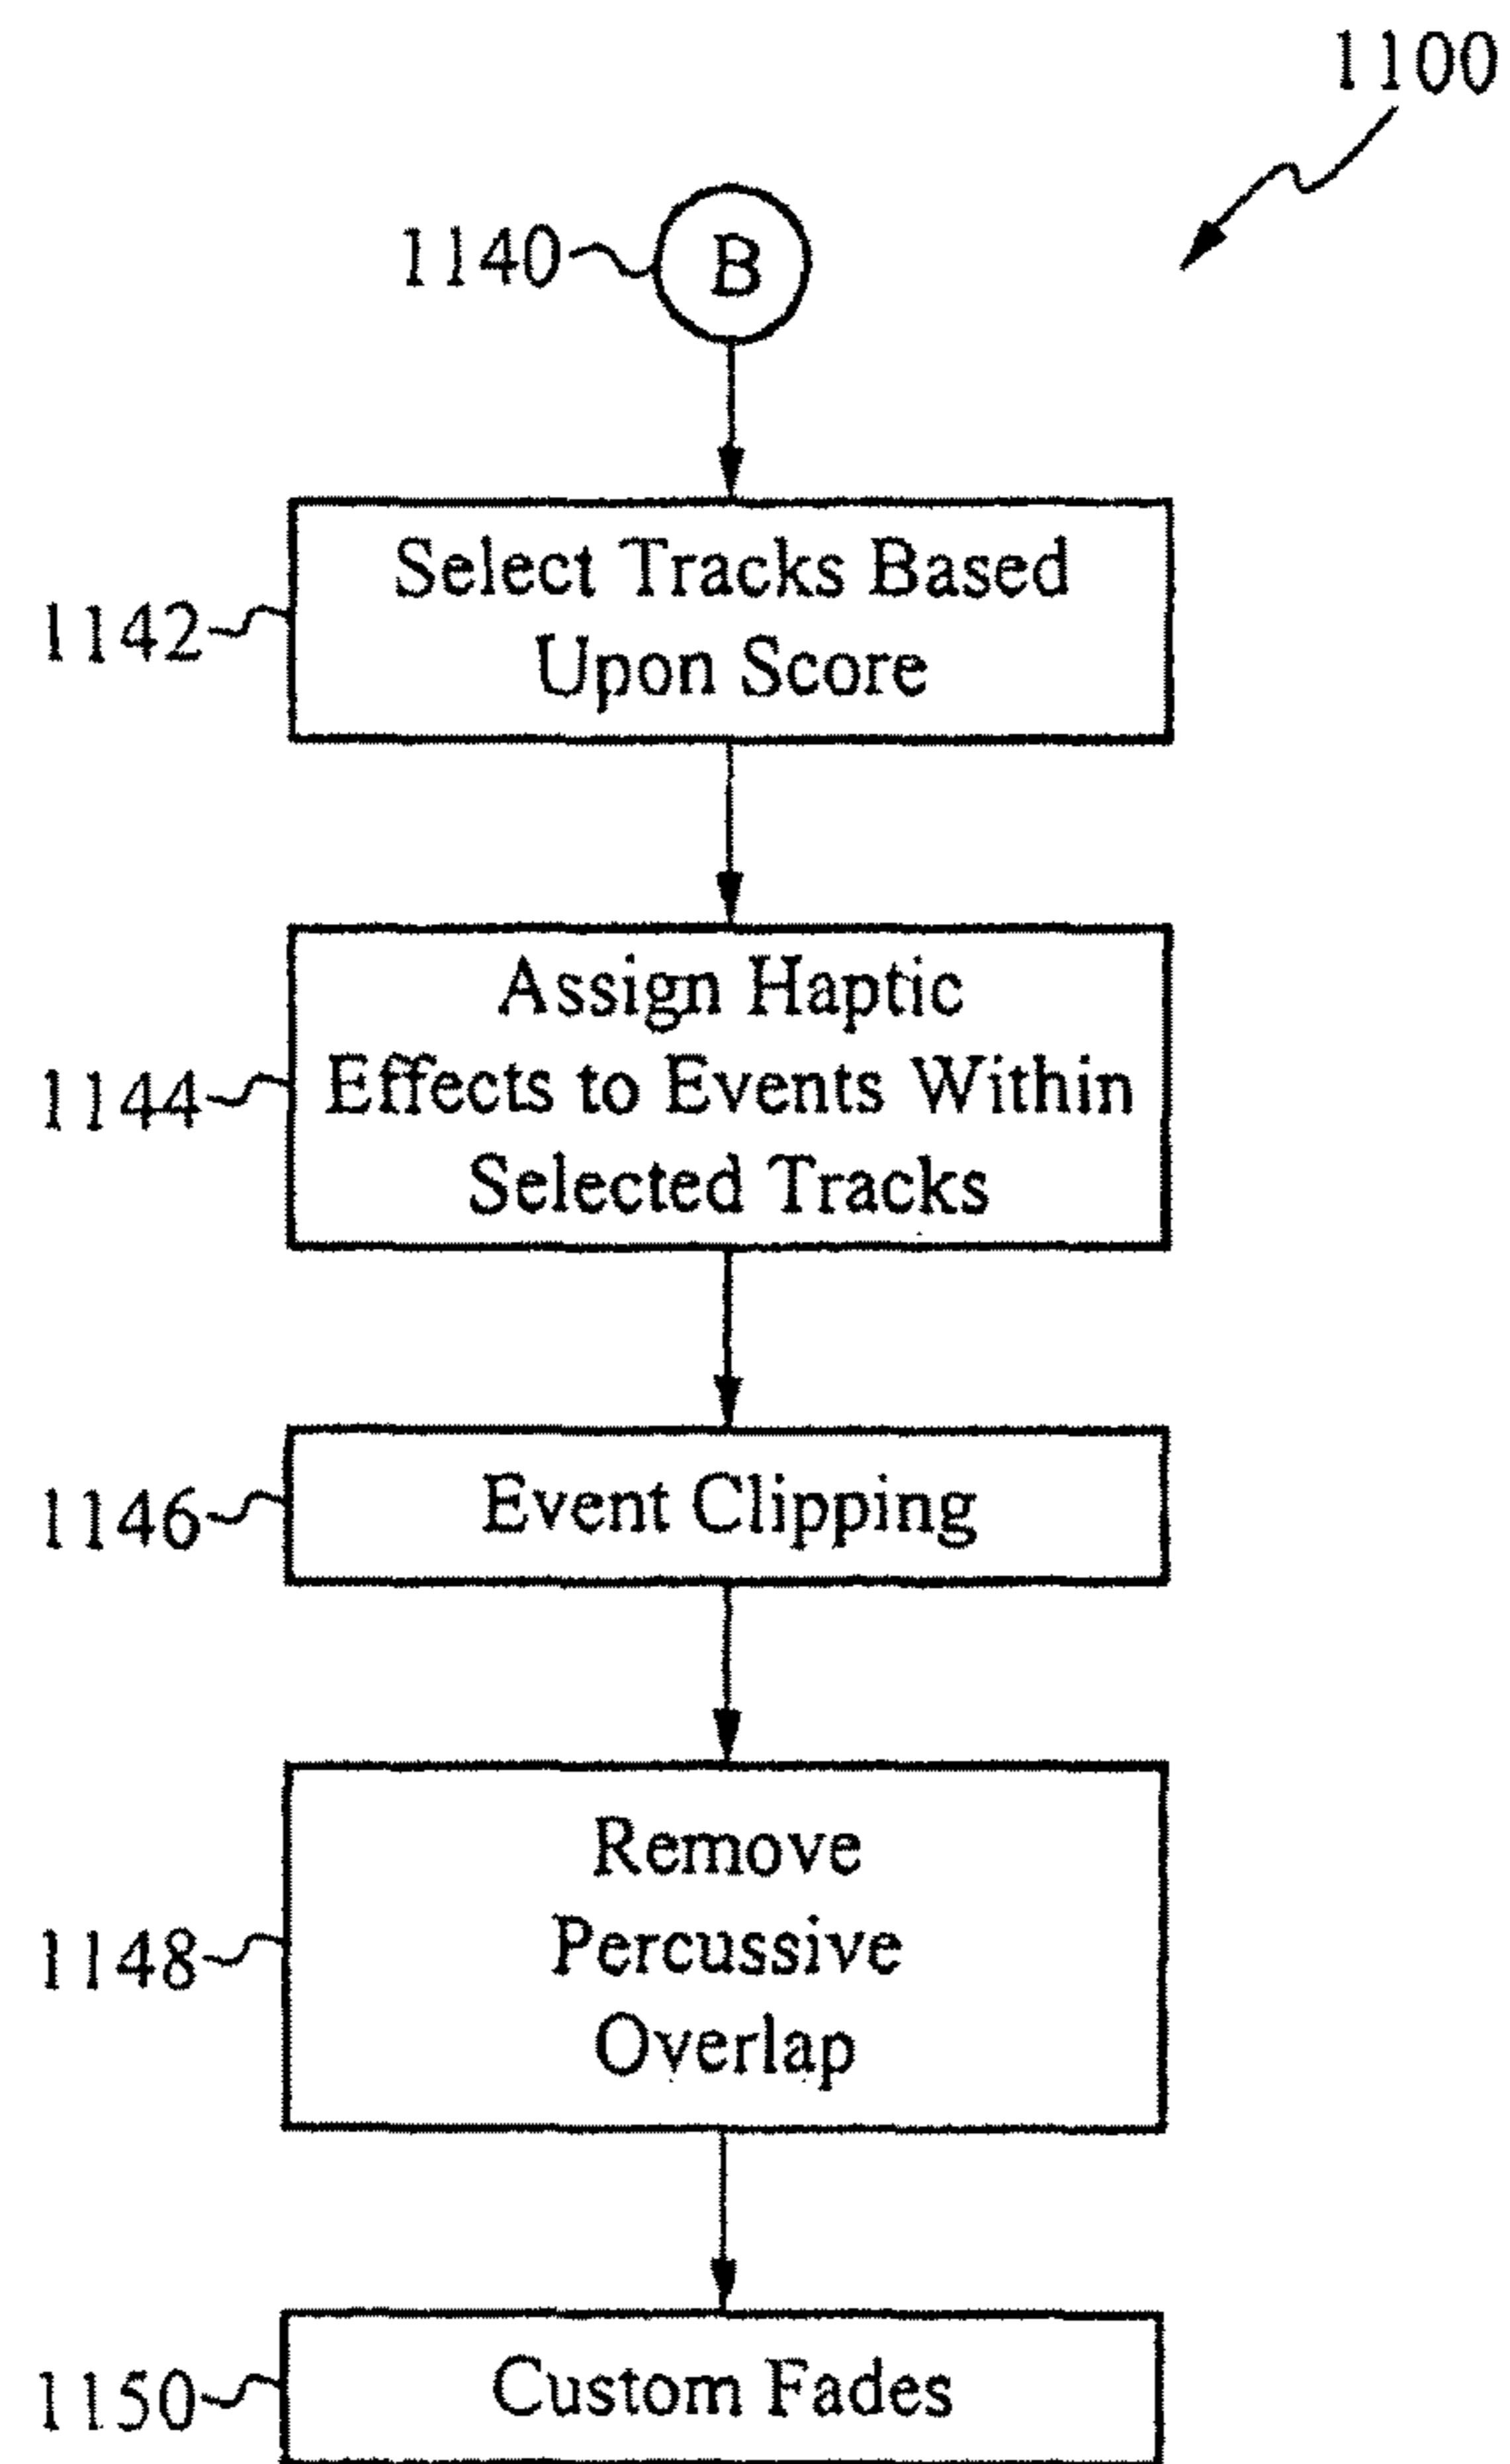 1100
1140
B
1142
Select Tracks Based
Upon Score
1144
Assign Haptic
Effects to Events Within
Selected Tracks
1146
Event Clipping
1148
Remove
Percussive
Overlap
1150
Custom Fades